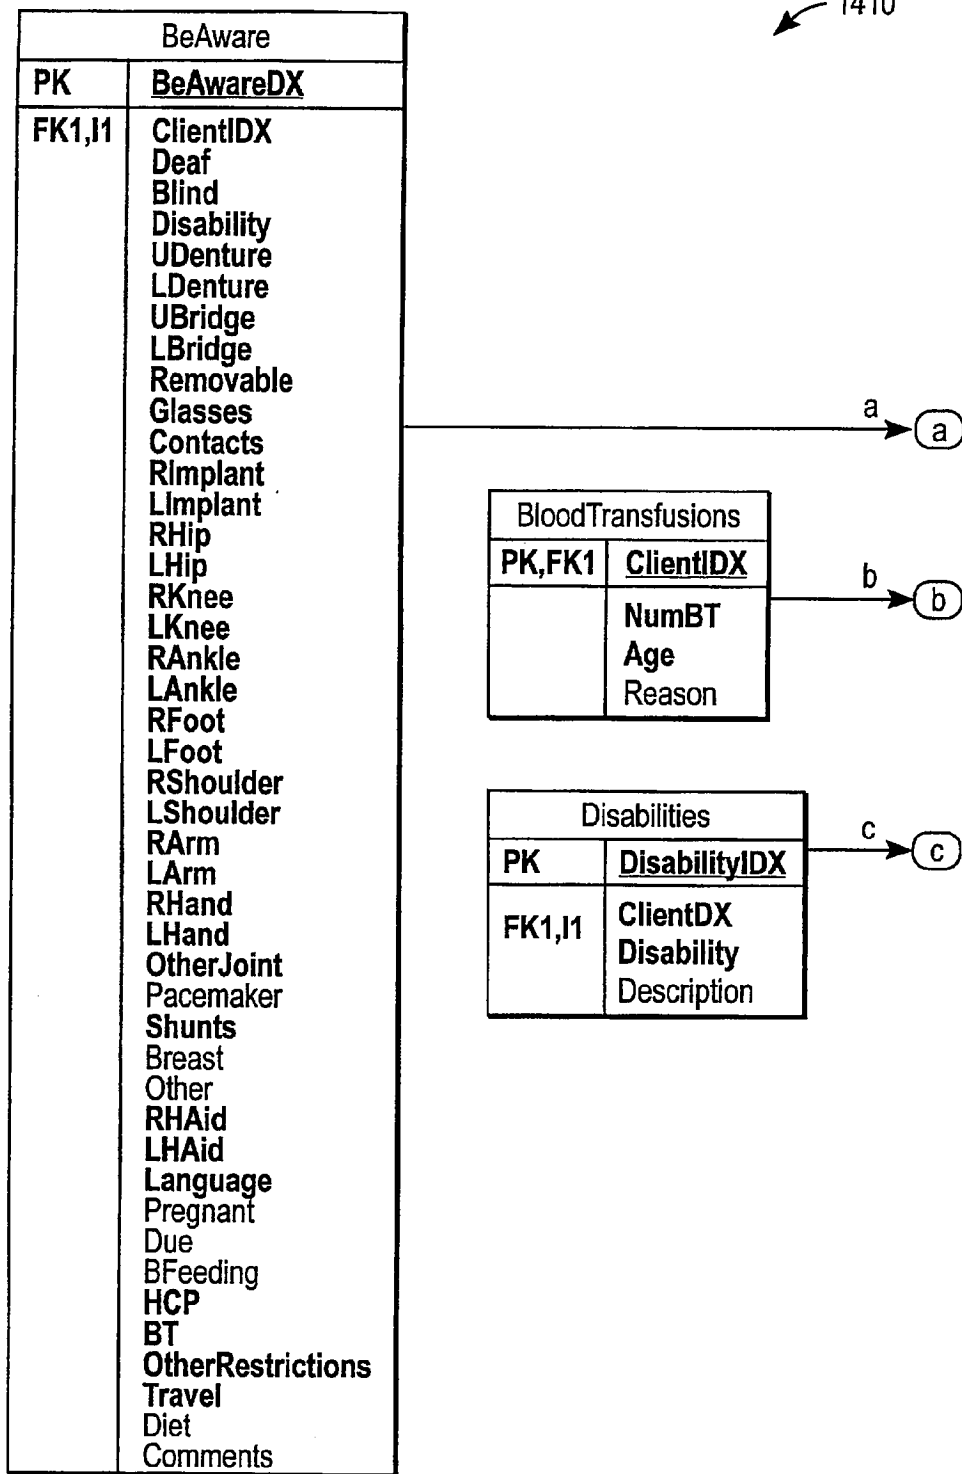 1410
BeAware
PK BeAwareDX
FK1,I1 ClientIDX
Deaf
Blind
Disability
UDenture
LDenture
UBridge
LBridge
Removable
Glasses
Contacts
RImplant
LImplant
RHip
LHip
RKnee
LKnee
RAnkle
LAnkle
RFoot
LFoot
RShoulder
LShoulder
RArm
LArm
RHand
LHand
OtherJoint
Pacemaker
Shunts
Breast
Other
RHAid
LHAid
Language
Pregnant
Due
BFeeding
HCP
BT
OtherRestrictions
Travel
Diet
Comments
a
a
BloodTransfusions
PK,FK1 ClientIDX
NumBT
Age
Reason
b
b
Disabilities
PK DisabilityIDX
FK1,I1 ClientDX
Disability
Description
c
c